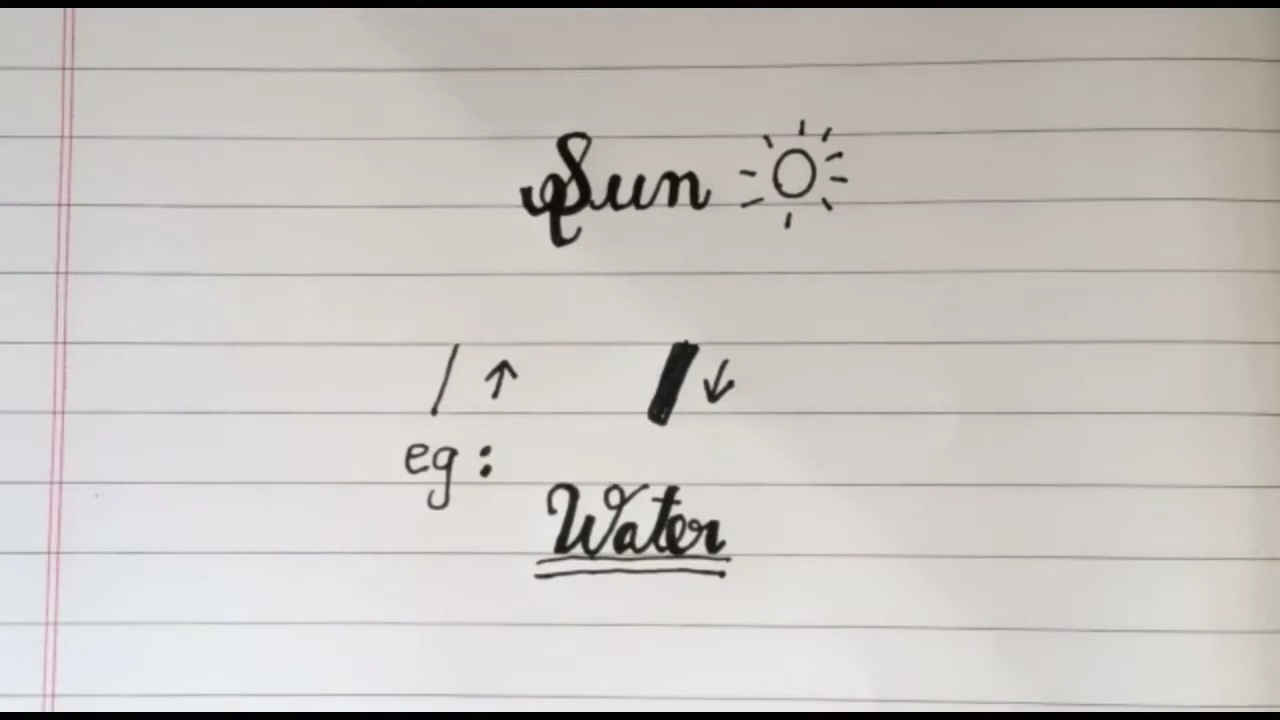 Sun
/ ↑ / ↓
eg :
Water